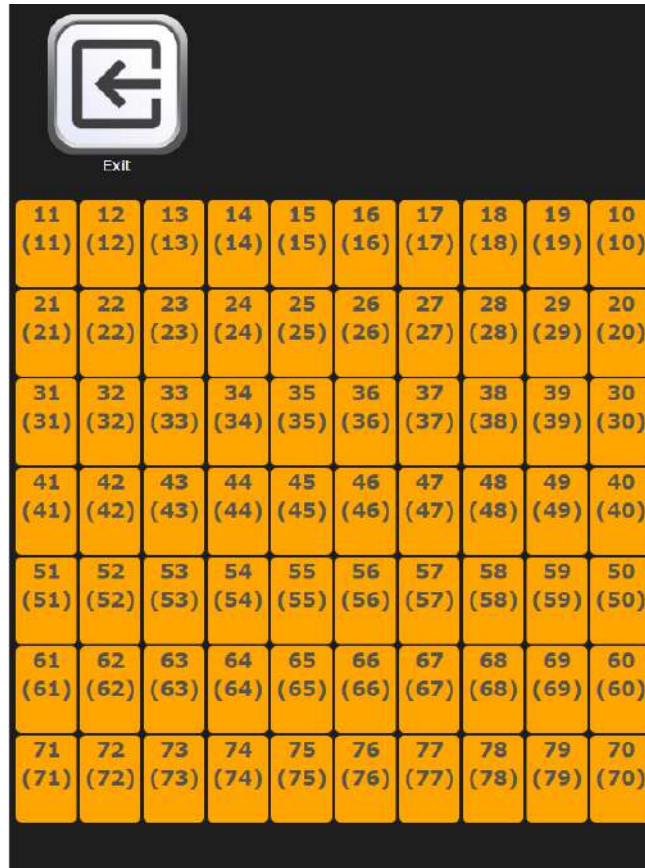 Exit
11 12 13 14 15 16 17 18 19 10
(11) (12) (13) (14) (15) (16) (17) (18) (19) (10)
21 22 23 24 25 26 27 28 29 20
(21) (22) (23) (24) (25) (26) (27) (28) (29) (20)
31 32 33 34 35 36 37 38 39 30
(31) (32) (33) (34) (35) (36) (37) (38) (39) (30)
41 42 43 44 45 46 47 48 49 40
(41) (42) (43) (44) (45) (46) (47) (48) (49) (40)
51 52 53 54 55 56 57 58 59 50
(51) (52) (53) (54) (55) (56) (57) (58) (59) (50)
61 62 63 64 65 66 67 68 69 60
(61) (62) (63) (64) (65) (66) (67) (68) (69) (60)
71 72 73 74 75 76 77 78 79 70
(71) (72) (73) (74) (75) (76) (77) (78) (79) (70)